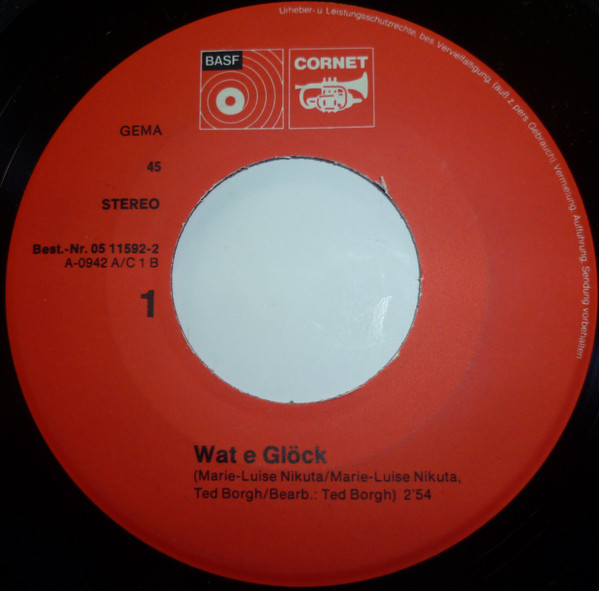 Urheber- u Leistungsschutzrechte, bes. Vervielfältigung, (aufl z. pers. Gebrauch) Vermietung, Aufführung, Sendung vorbehalten
BASF
CORNET
GEMA
45
STEREO
Best.-Nr. 05 11592-2
A-0942 A/C 1 B
1
Wat e Glöck
(Marie-Luise Nikuta/Marie-Luise Nikuta,
Ted Borgh/Bearb.: Ted Borgh) 2'54